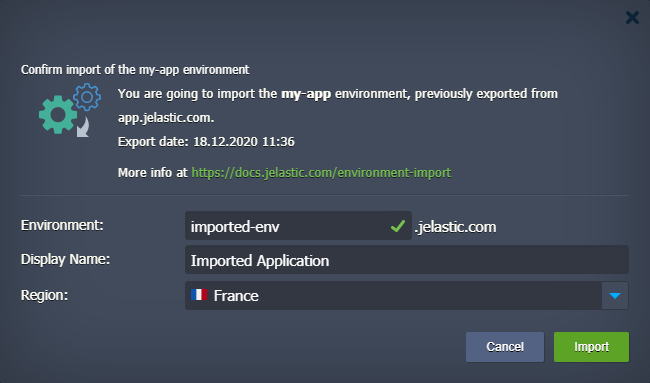 Confirm import of the my-app environment
You are going to import the my-app environment, previously exported from
app.jelastic.com.
Export date: 18.12.2020 11:36
More info at https://docs.jelastic.com/environment-import
Environment: imported-env .jelastic.com
Display Name: Imported Application
Region: France
Cancel Import